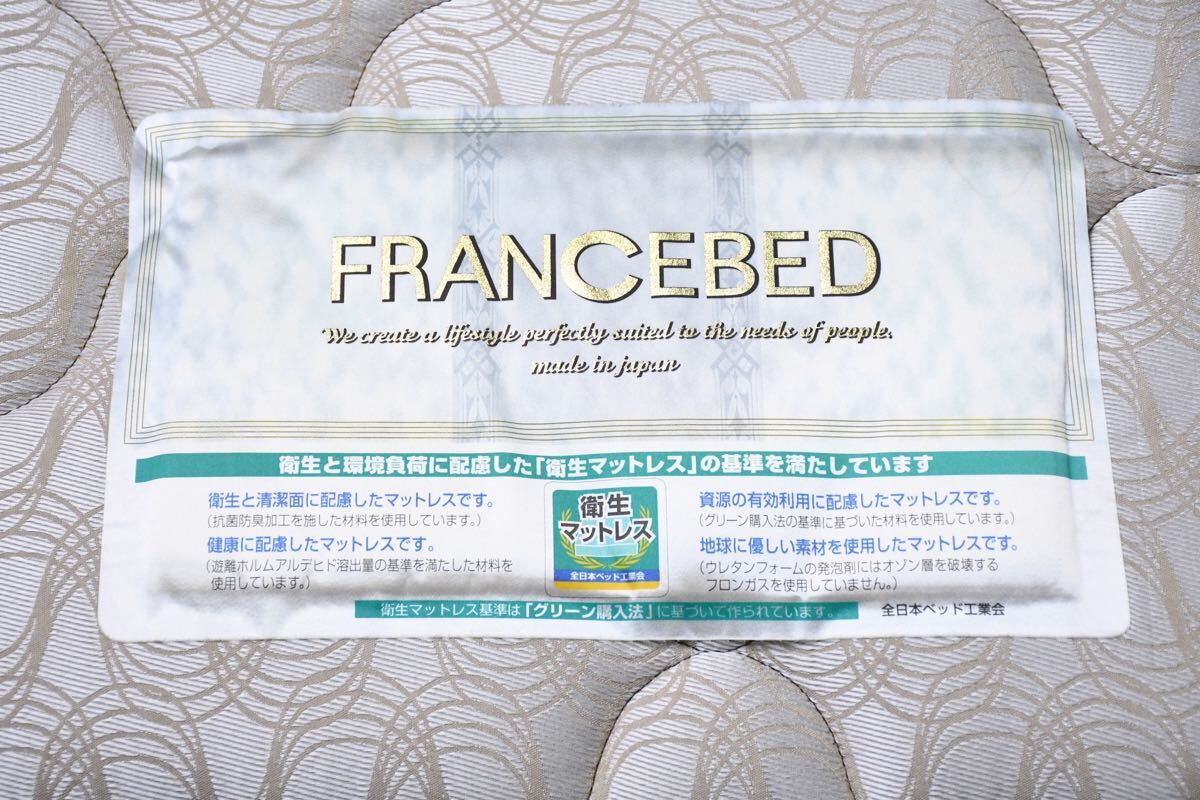 FRANCEBED
We create a lifestyle perfectly suited to the needs of people.
made in japan
衛生と環境負荷に配慮した「衛生マットレス」の基準を満たしています
衛生と清潔面に配慮したマットレスです。
(抗菌防臭加工を施した材料を使用しています。)
健康に配慮したマットレスです。
(遊離ホルムアルデヒド溶出量の基準を満たした材料を
使用しています。)
衛生
マットレス
全日本ベッド工業会
資源の有効利用に配慮したマットレスです。
(グリーン購入法の基準に基づいた材料を使用しています。)
地球に優しい素材を使用したマットレスです。
(ウレタンフォームの発泡剤にはオゾン層を破壊する
フロンガスを使用していません。)
衛生マットレス基準は「グリーン購入法」に基づいて作られています。
全日本ベッド工業会